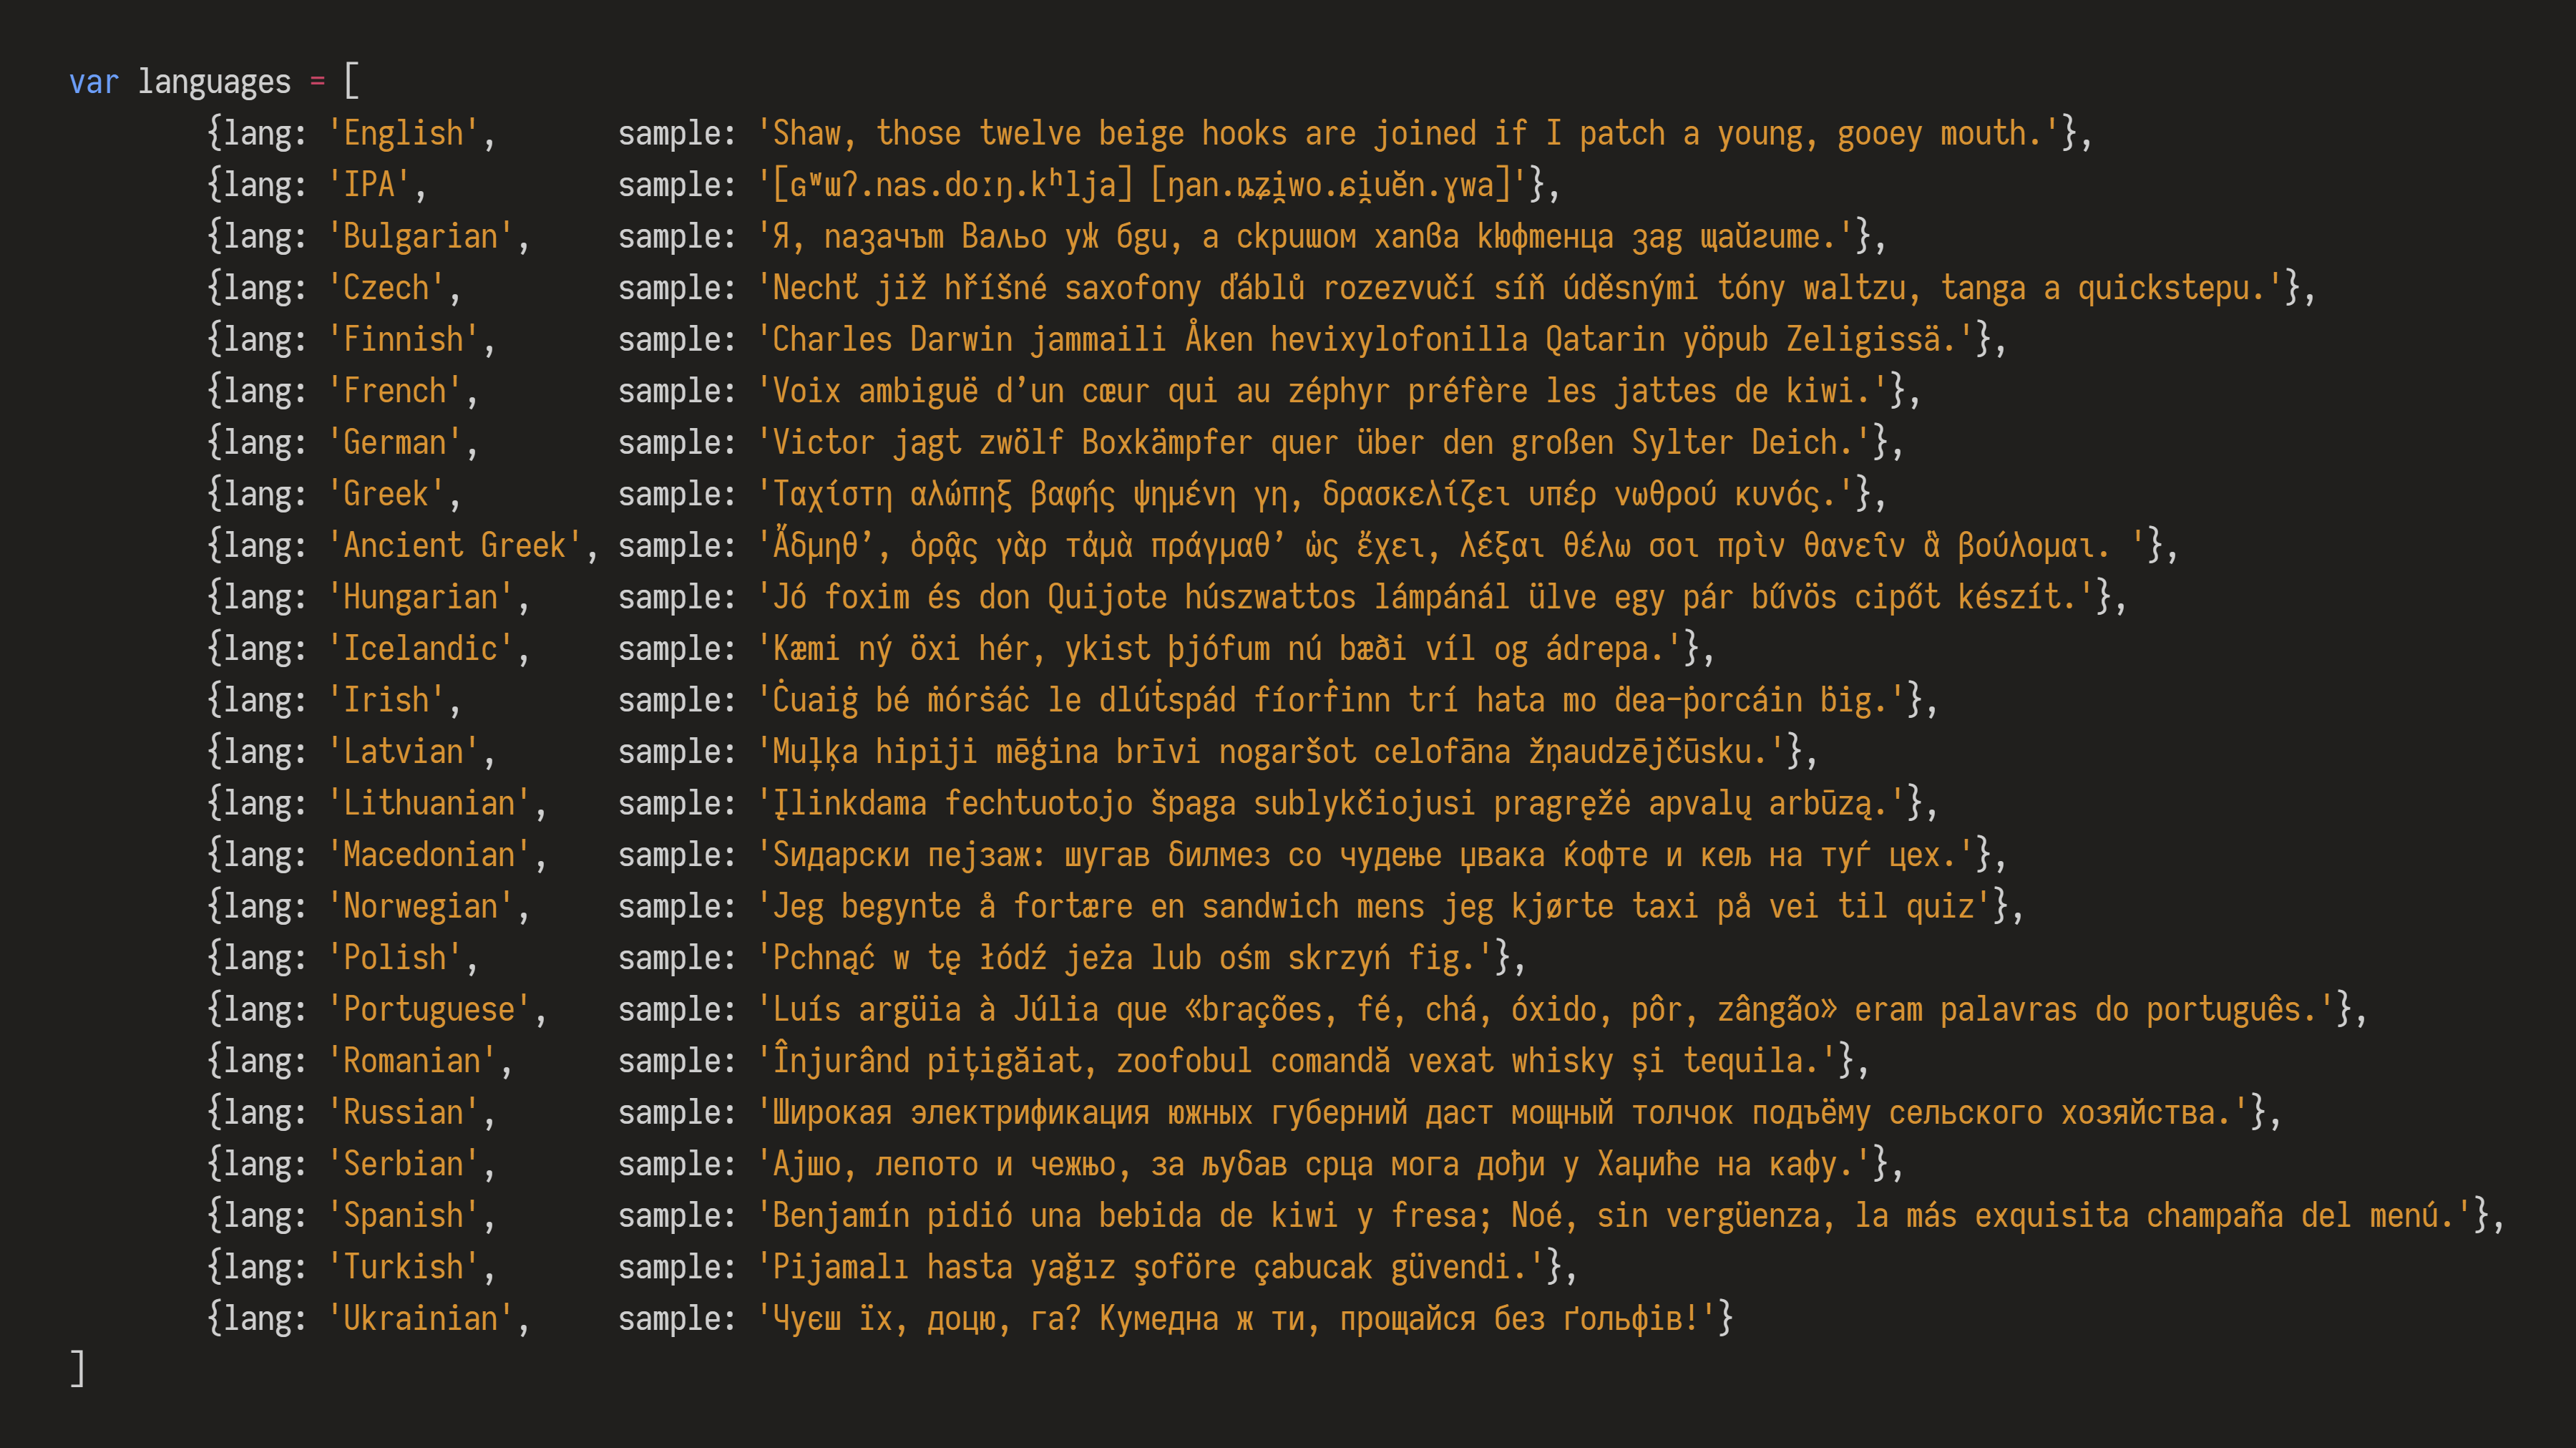 var languages = [
{lang: 'English', sample: 'Shaw, those twelve beige hooks are joined if I patch a young, gooey mouth.'},
{lang: 'IPA', sample: '[ɢʷɯʔ.nas.doːŋ.kʰlja] [ŋan.ȵʑi̯wo.ɕi̯uĕn.ɣwa]'},
{lang: 'Bulgarian', sample: 'Я, пазачът Вальо уж бди, а скришом хапва кюфтенца зад щайгите.'},
{lang: 'Czech', sample: 'Nechť již hříšné saxofony ďáblů rozezvučí síň úděsnými tóny waltzu, tanga a quickstepu.'},
{lang: 'Finnish', sample: 'Charles Darwin jammaili Åken hevixylofonilla Qatarin yöpub Zeligissä.'},
{lang: 'French', sample: 'Voix ambiguë d’un cœur qui au zéphyr préfère les jattes de kiwi.'},
{lang: 'German', sample: 'Victor jagt zwölf Boxkämpfer quer über den großen Sylter Deich.'},
{lang: 'Greek', sample: 'Ταχίστη αλώπηξ βαφής ψημένη γη, δρασκελίζει υπέρ νωθρού κυνός.'},
{lang: 'Ancient Greek', sample: 'Ἄδμηθ’, ὁρᾷς γὰρ τἀμὰ πράγμαθ’ ὡς ἔχει, λέξαι θέλω σοι πρὶν θανεῖν ἃ βούλομαι. '},
{lang: 'Hungarian', sample: 'Jó foxim és don Quijote húszwattos lámpánál ülve egy pár bűvös cipőt készít.'},
{lang: 'Icelandic', sample: 'Kæmi ný öxi hér, ykist þjófum nú bæði víl og ádrepa.'},
{lang: 'Irish', sample: 'Ċuaiġ bé ṁórṡáċ le dlúṫspád fíorḟinn trí hata mo ḋea-ṗorcáin ḃig.'},
{lang: 'Latvian', sample: 'Muļķa hipiji mēģina brīvi nogaršot celofāna žņaudzējčūsku.'},
{lang: 'Lithuanian', sample: 'Įlinkdama fechtuotojo špaga sublykčiojusi pragręžė apvalų arbūzą.'},
{lang: 'Macedonian', sample: 'Ѕидарски пејзаж: шугав билмез со чудење џвака ќофте и кељ на туѓ цех.'},
{lang: 'Norwegian', sample: 'Jeg begynte å fortære en sandwich mens jeg kjørte taxi på vei til quiz'},
{lang: 'Polish', sample: 'Pchnąć w tę łódź jeża lub ośm skrzyń fig.'},
{lang: 'Portuguese', sample: 'Luís argüia à Júlia que «brações, fé, chá, óxido, pôr, zângão» eram palavras do português.'},
{lang: 'Romanian', sample: 'Înjurând pițigăiat, zoofobul comandă vexat whisky și tequila.'},
{lang: 'Russian', sample: 'Широкая электрификация южных губерний даст мощный толчок подъёму сельского хозяйства.'},
{lang: 'Serbian', sample: 'Ајшо, лепото и чежњо, за љубав срца мога дођи у Хаџиће на кафу.'},
{lang: 'Spanish', sample: 'Benjamín pidió una bebida de kiwi y fresa; Noé, sin vergüenza, la más exquisita champaña del menú.'},
{lang: 'Turkish', sample: 'Pijamalı hasta yağız şoföre çabucak güvendi.'},
{lang: 'Ukrainian', sample: 'Чуєш їх, доцю, га? Кумедна ж ти, прощайся без ґольфів!'}
]